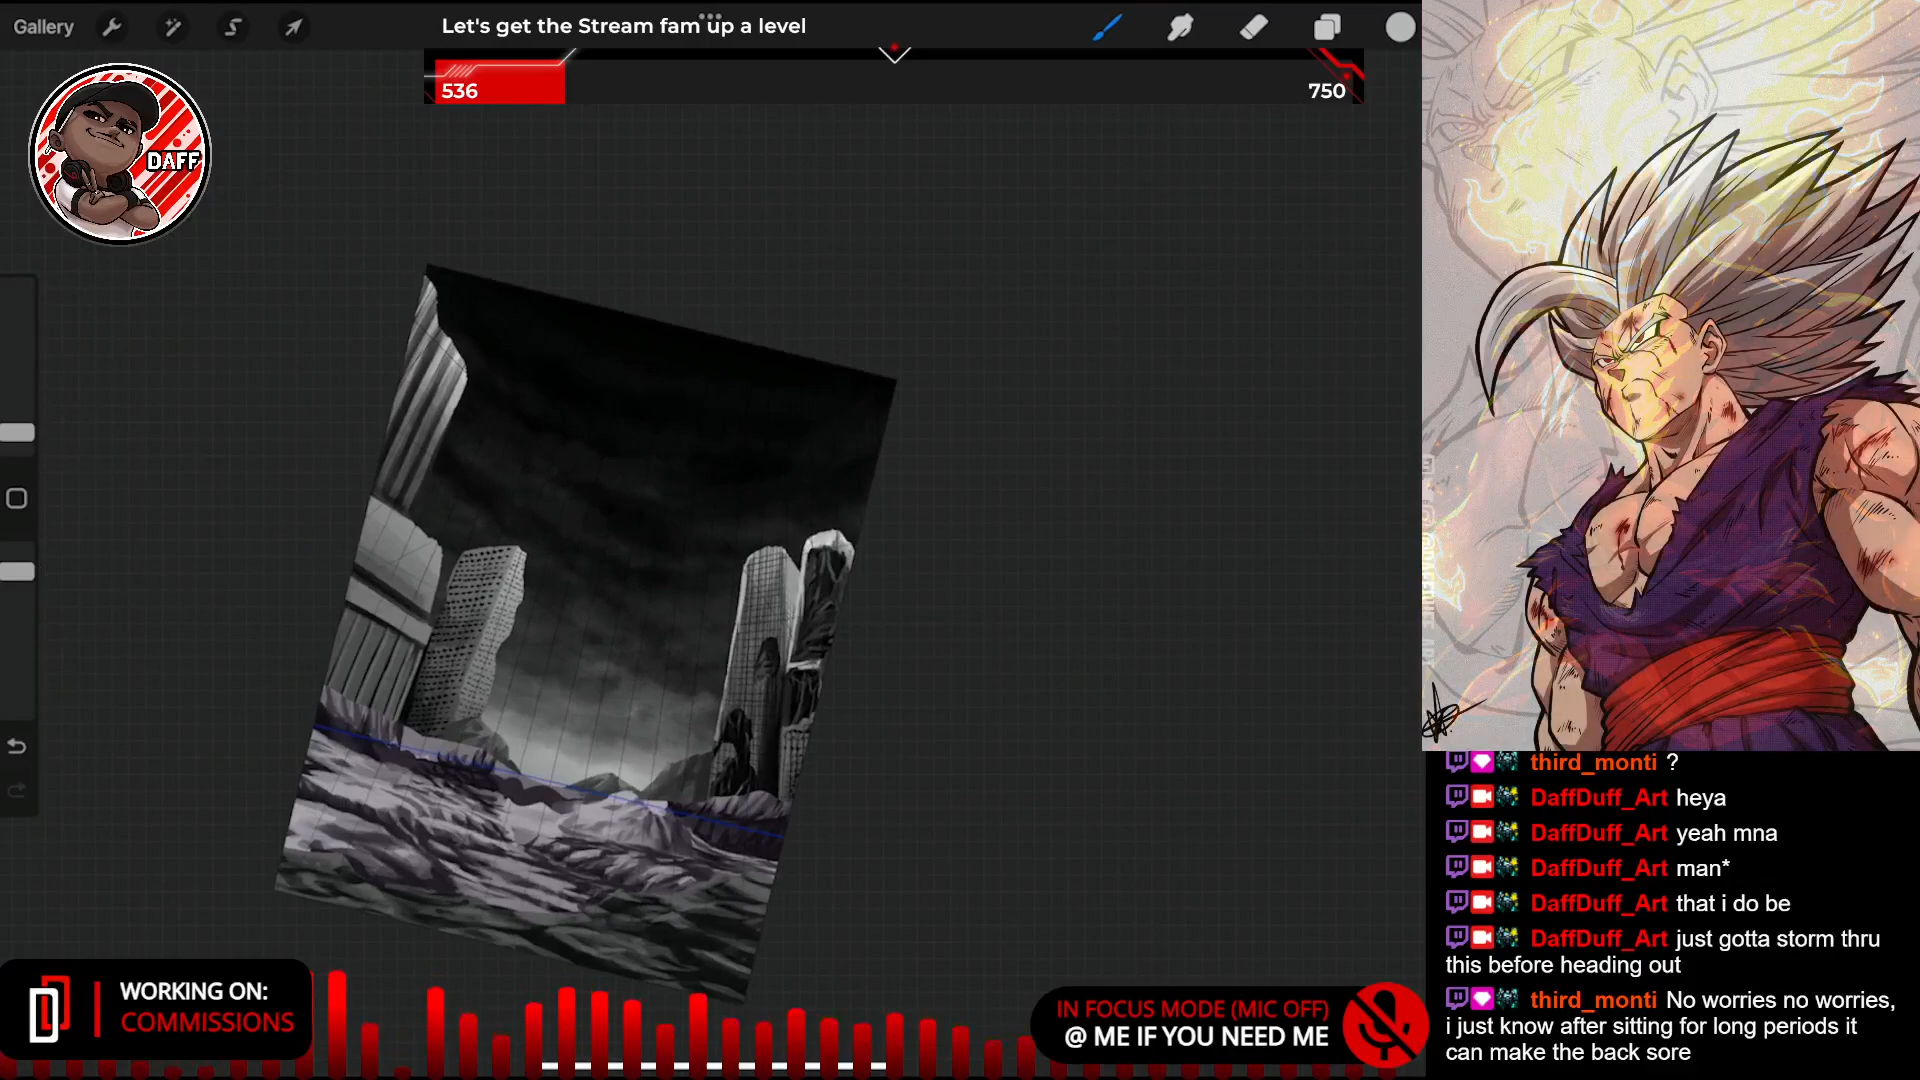 Gallery
Let's get the Stream fam up a level
536
750
DAFF
third_monti ?
DaffDuff_Art heya
DaffDuff_Art yeah mna
DaffDuff_Art man*
DaffDuff_Art that i do be
DaffDuff_Art just gotta storm thru
this before heading out
third_monti No worries no worries,
i just know after sitting for long periods it
can make the back sore
WORKING ON:
COMMISSIONS
IN FOCUS MODE (MIC OFF)
@ ME IF YOU NEED ME